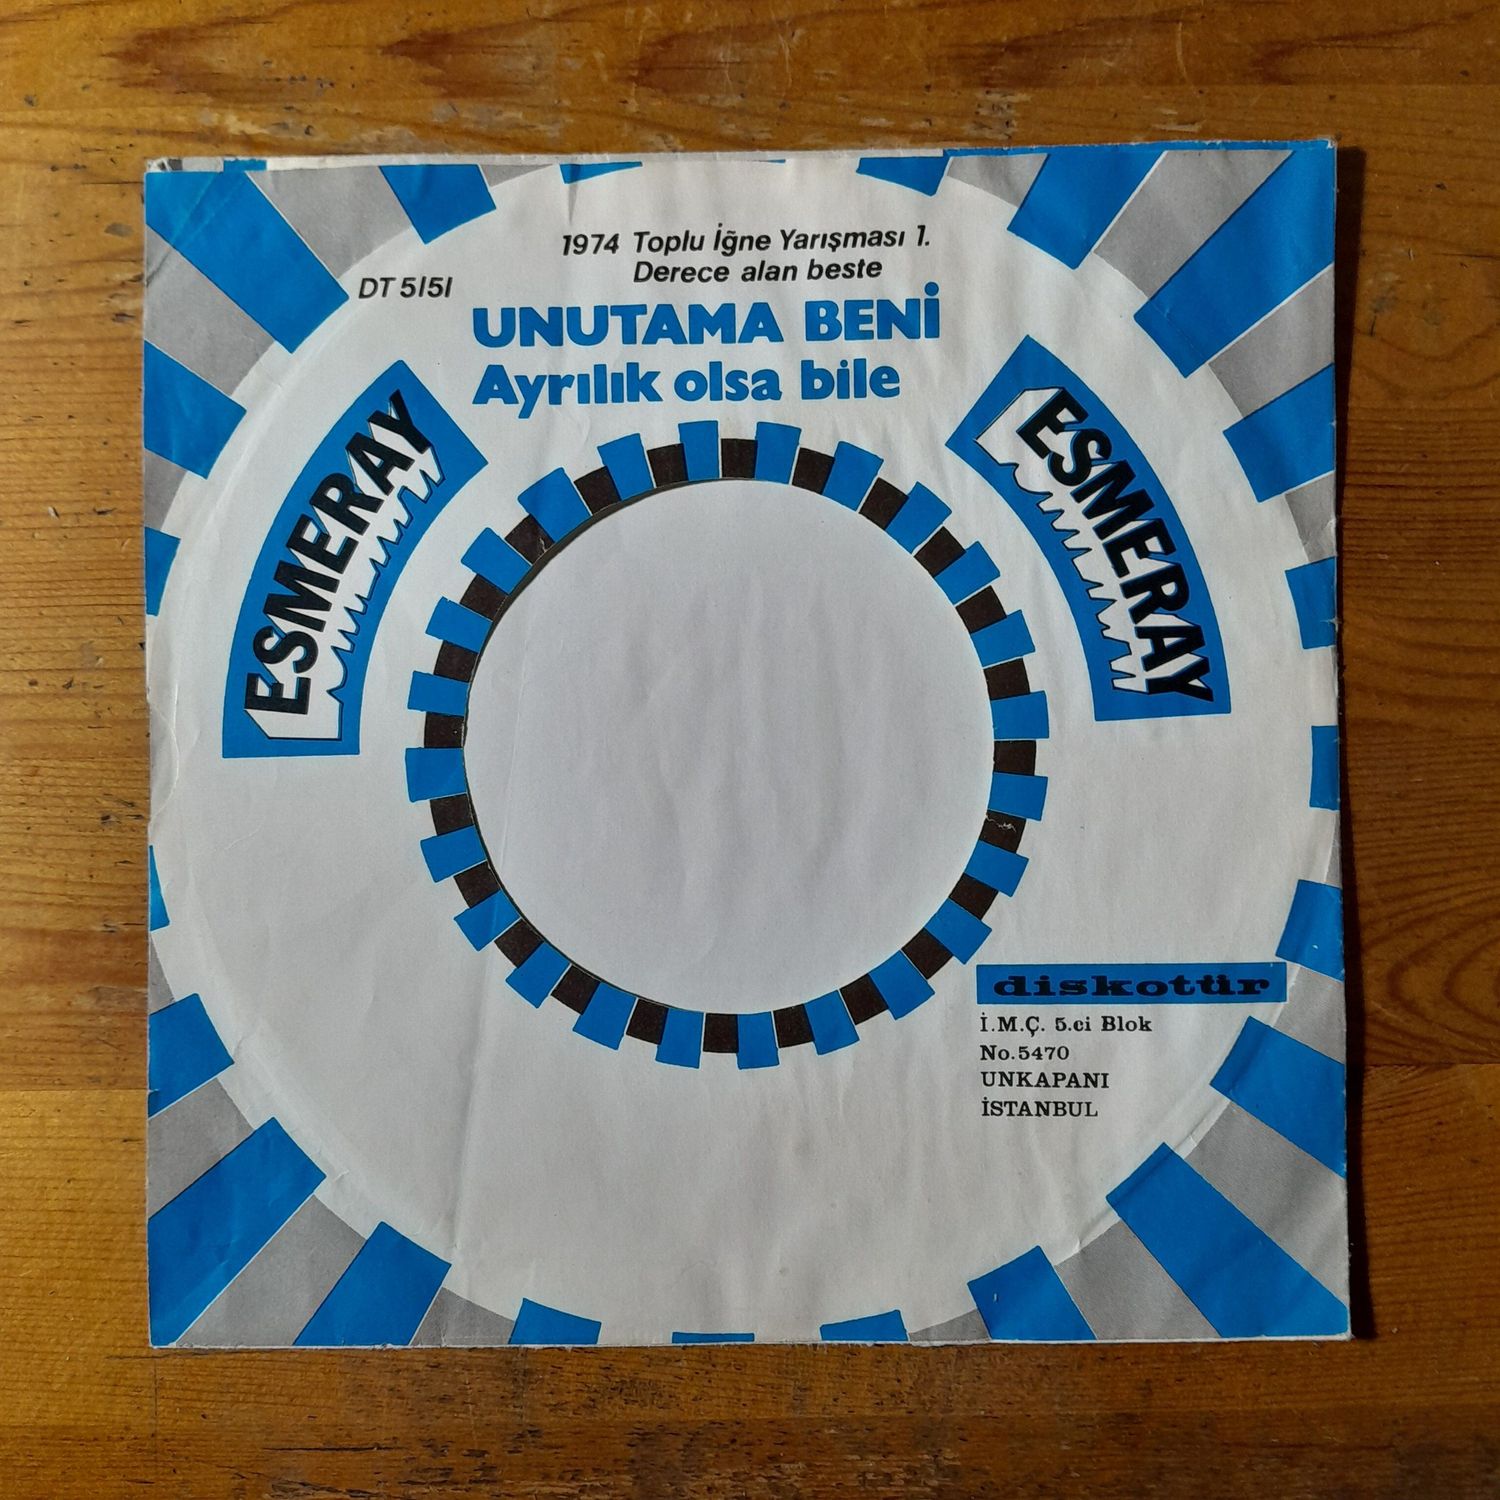 1974 Toplu İğne Yarışması 1.
Derece alan beste
DT 5151
UNUTAMA BENİ
Ayrılık olsa bile
ESMERAY
ESMERAY
diskotür
İ.M.Ç. 5.ci Blok
No.5470
UNKAPANI
İSTANBUL